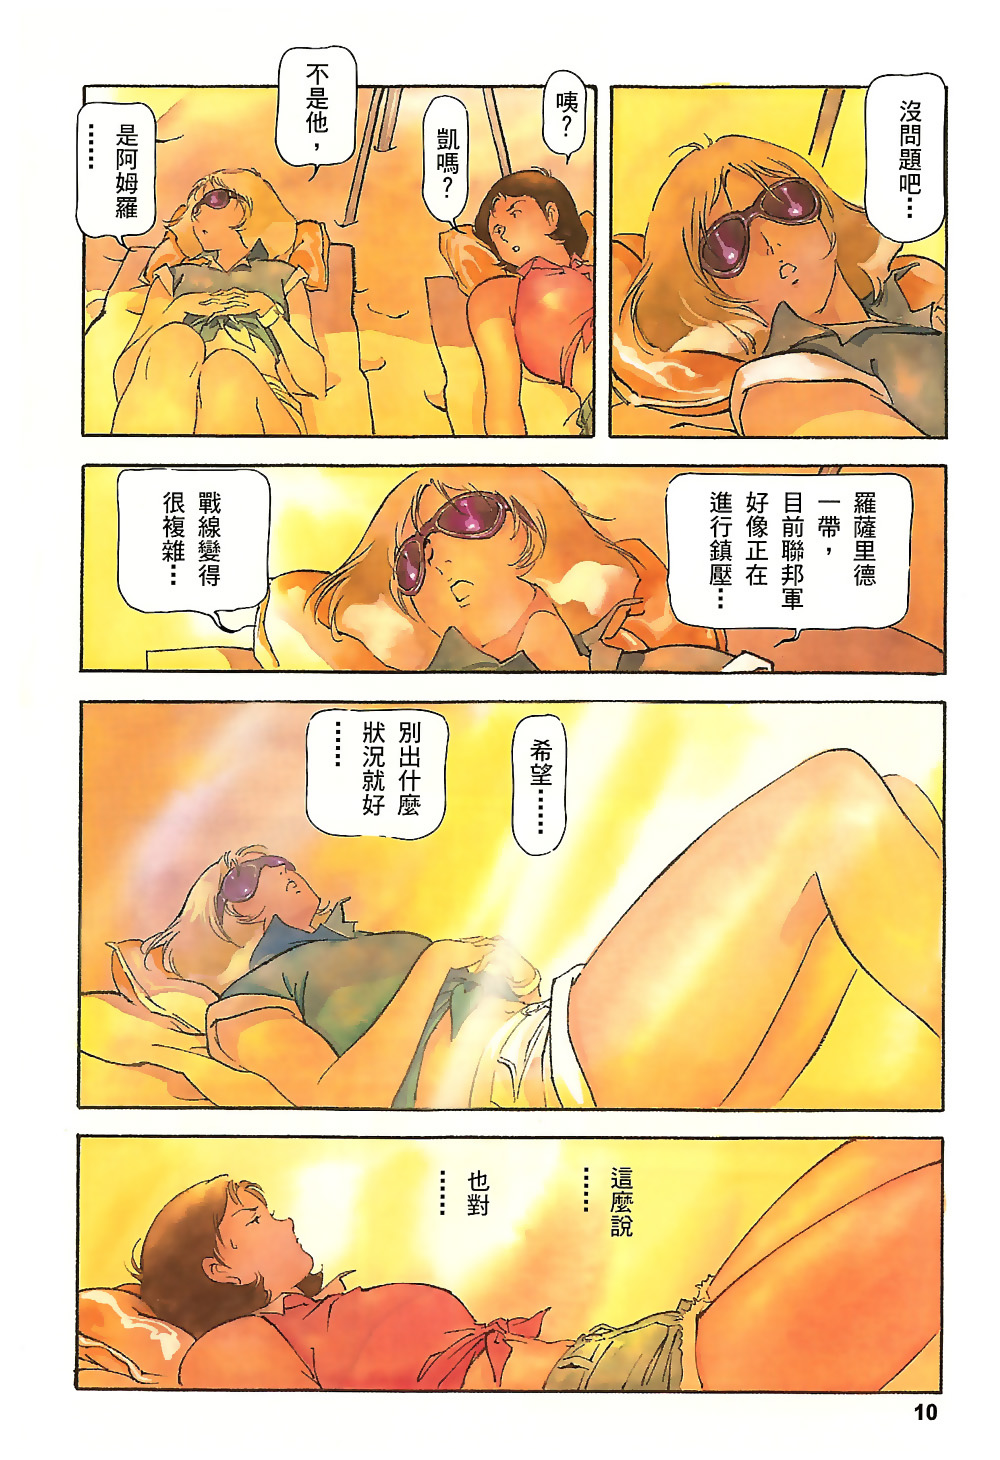 沒問題吧…
咦？
凱嗎？
不是他，
是阿姆羅
……
羅薩里德
一帶，
目前聯邦軍
好像正在
進行鎮壓…
戰線變得
很複雜…
希望……
別出什麼
狀況就好
……
這麼說
……
也對
……
10